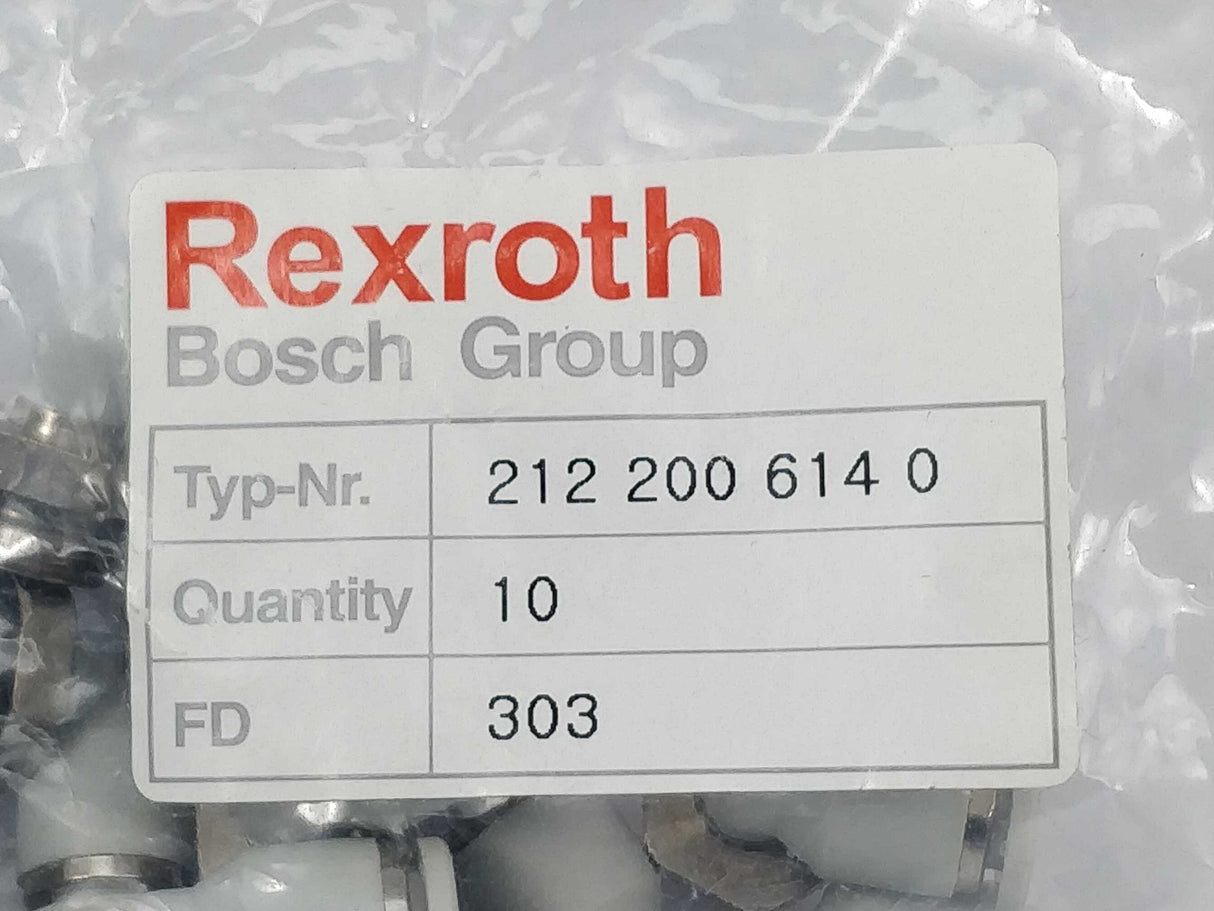 Rexroth
Bosch Group
Typ-Nr. 212 200 614 0
Quantity 10
FD 303